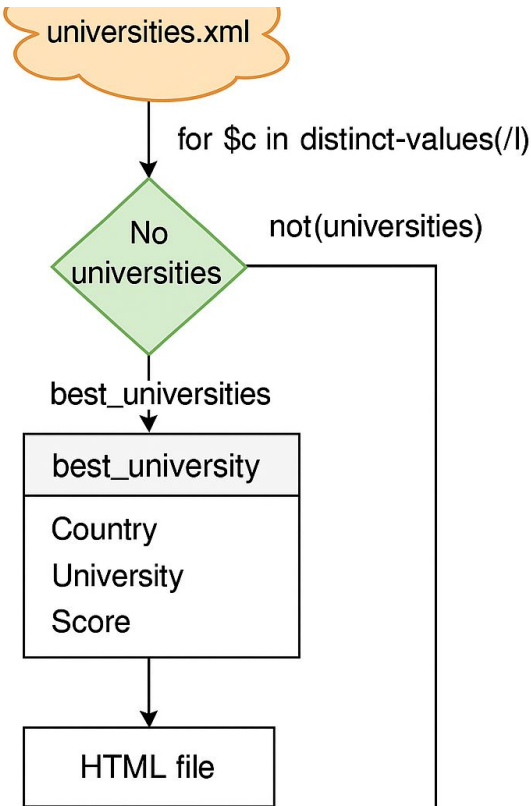 universities.xml
for $c in distinct-values(/l)
No
universities
not(universities)
best_universities
best_university
Country
University
Score
HTML file